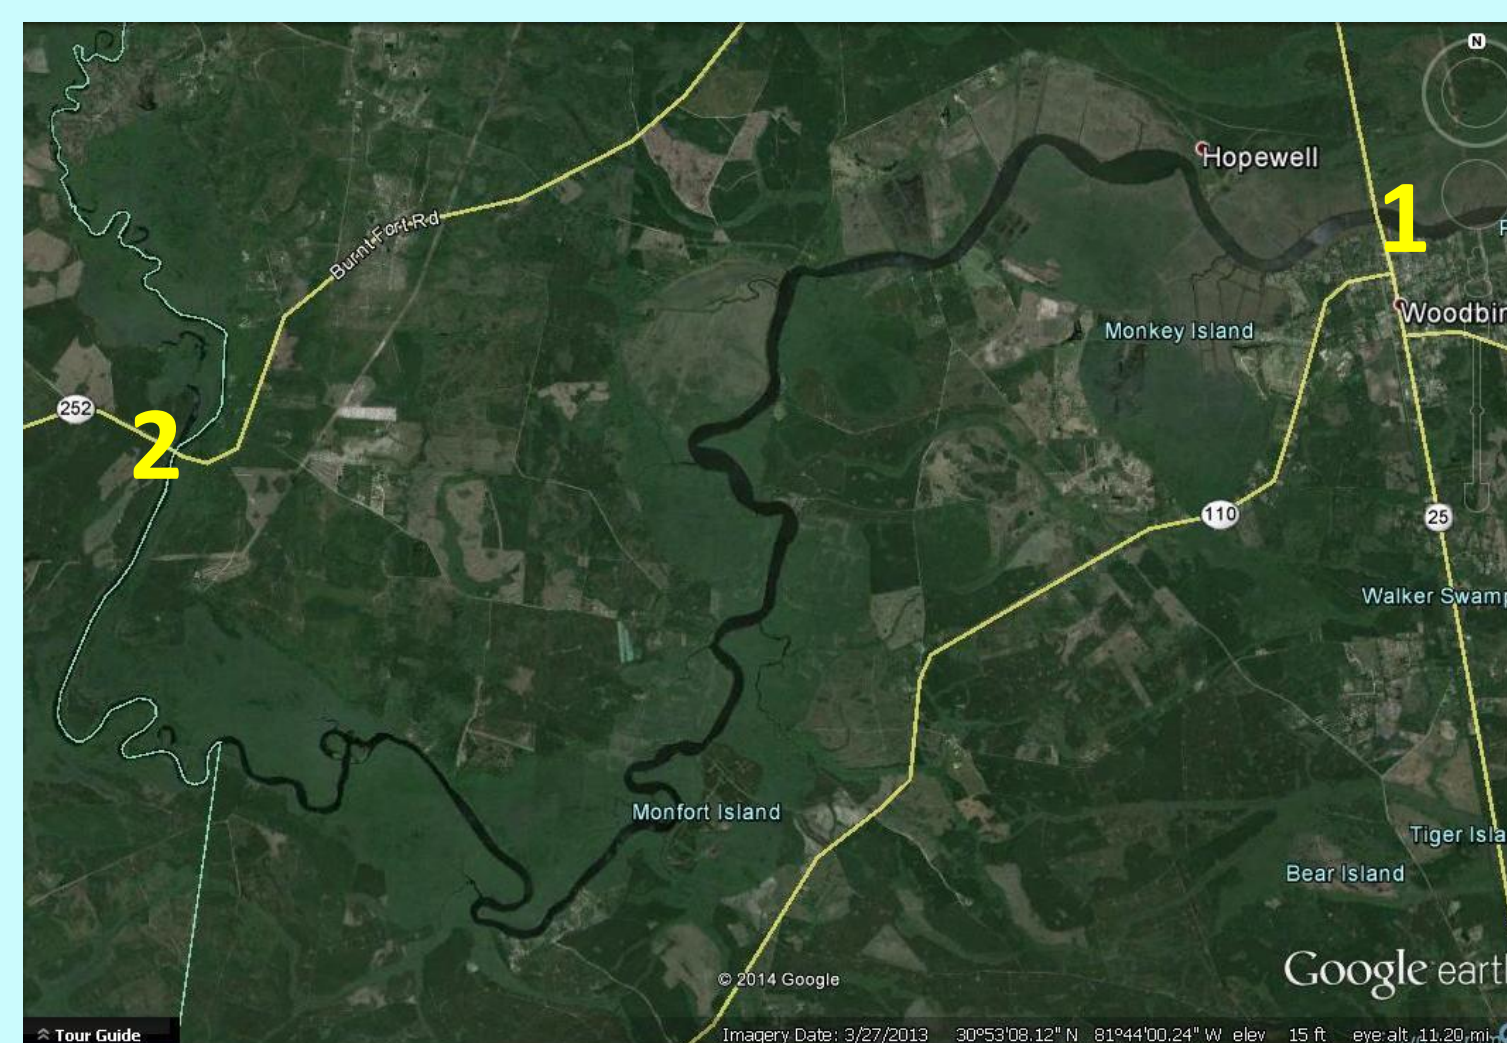 N
Hopewell
1
Burnt Fort Rd
Woodbin
Monkey Island
252
2
110
25
Walker Swamp
Monfort Island
Tiger Isla
Bear Island
Google earth
© 2014 Google
Tour Guide
Imagery Date: 3/27/2013 30°53'08.12" N 81°44'00.24" W elev 15 ft eye alt 11.20 mi